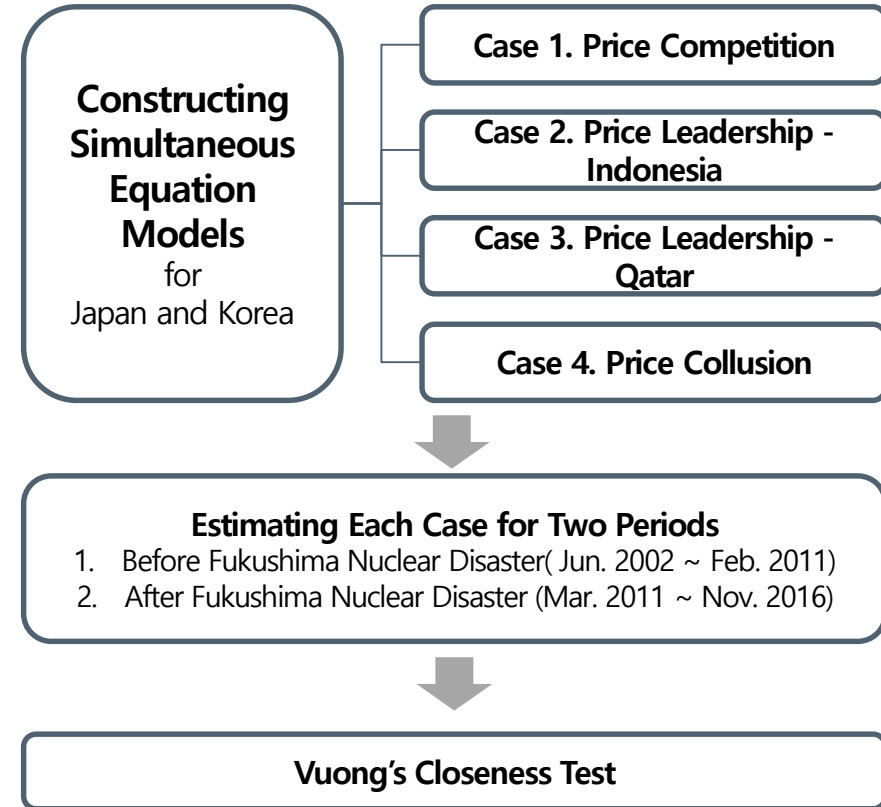 Constructing
Simultaneous
Equation
Models
for
Japan and Korea
Case 1. Price Competition
Case 2. Price Leadership -
Indonesia
Case 3. Price Leadership -
Qatar
Case 4. Price Collusion
Estimating Each Case for Two Periods
1. Before Fukushima Nuclear Disaster( Jun. 2002 ~ Feb. 2011)
2. After Fukushima Nuclear Disaster (Mar. 2011 ~ Nov. 2016)
Vuong’s Closeness Test